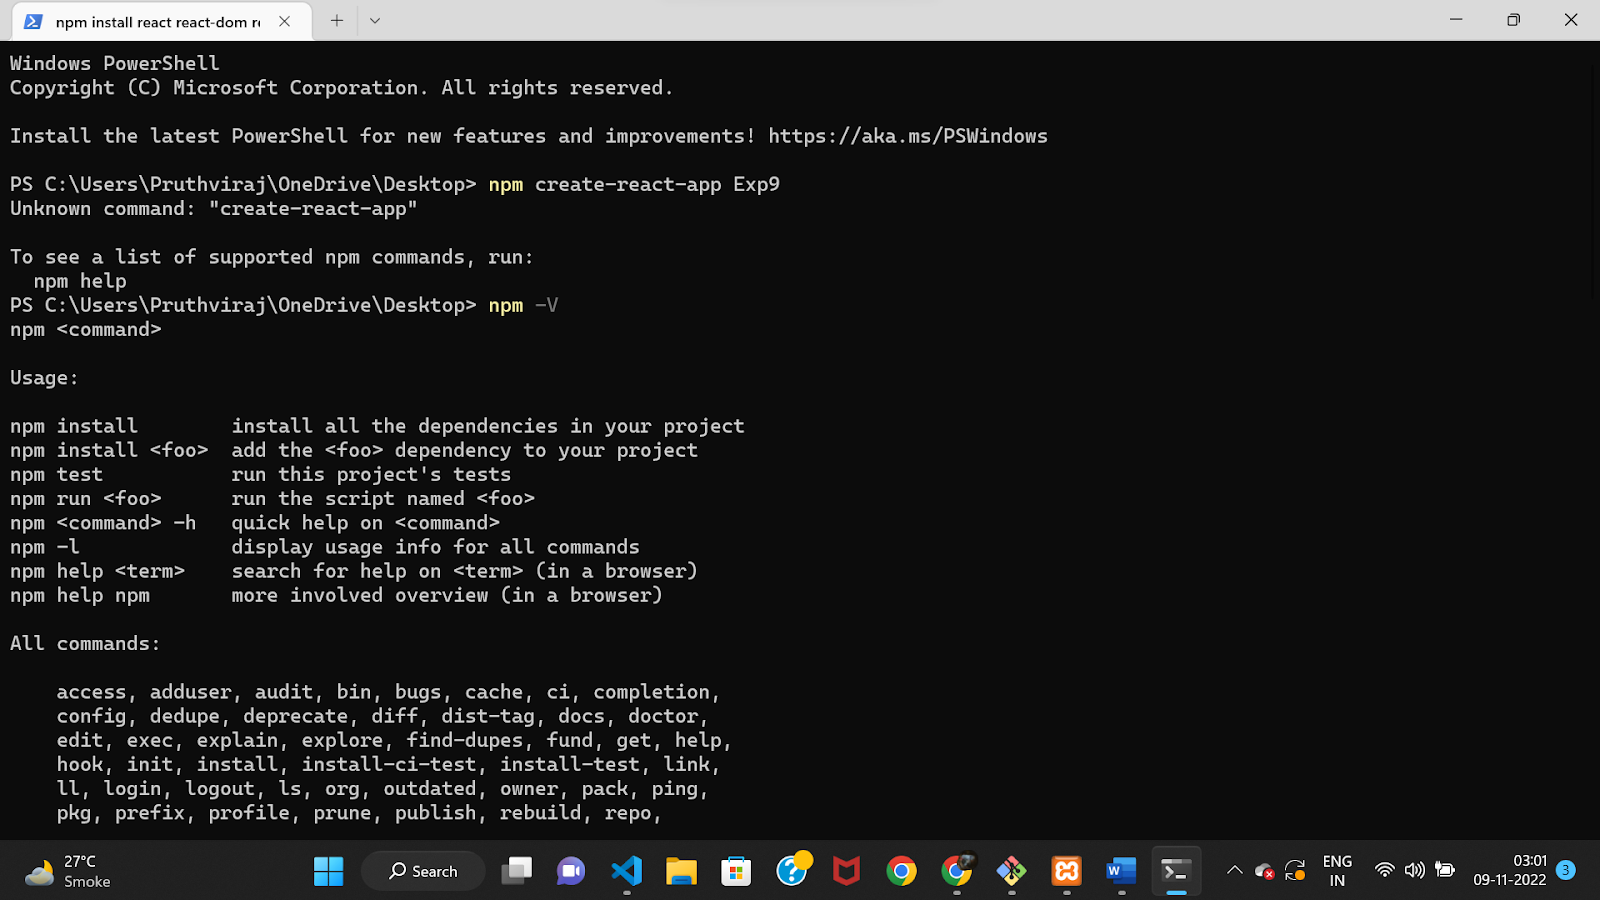 npm install react react-dom re
Windows PowerShell
Copyright (C) Microsoft Corporation. All rights reserved.
Install the latest PowerShell for new features and improvements! https://aka.ms/PSWindows
PS C:\Users\Pruthviraj\OneDrive\Desktop> npm create-react-app Exp9
Unknown command: "create-react-app"
To see a list of supported npm commands, run:
  npm help
PS C:\Users\Pruthviraj\OneDrive\Desktop> npm -V
npm <command>
Usage:
npm install        install all the dependencies in your project
npm install <foo>  add the <foo> dependency to your project
npm test           run this project's tests
npm run <foo>      run the script named <foo>
npm <command> -h   quick help on <command>
npm -l             display usage info for all commands
npm help <term>    search for help on <term> (in a browser)
npm help npm       more involved overview (in a browser)
All commands:
    access, adduser, audit, bin, bugs, cache, ci, completion,
    config, dedupe, deprecate, diff, dist-tag, docs, doctor,
    edit, exec, explain, explore, find-dupes, fund, get, help,
    hook, init, install, install-ci-test, install-test, link,
    ll, login, logout, ls, org, outdated, owner, pack, ping,
    pkg, prefix, profile, prune, publish, rebuild, repo,
27°C
Smoke
Search
ENG
IN
03:01
09-11-2022
3